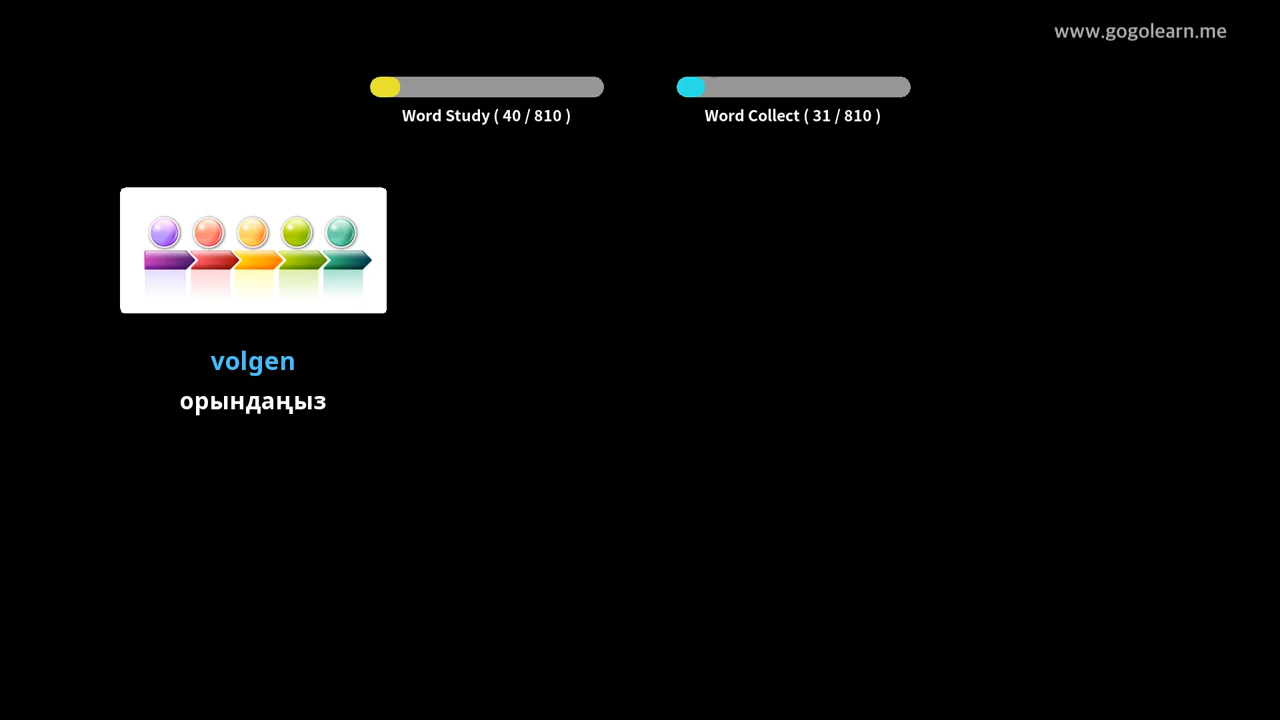 www.gogolearn.me
Word Study ( 40 / 810 )
Word Collect ( 31 / 810 )
volgen
орындаңыз